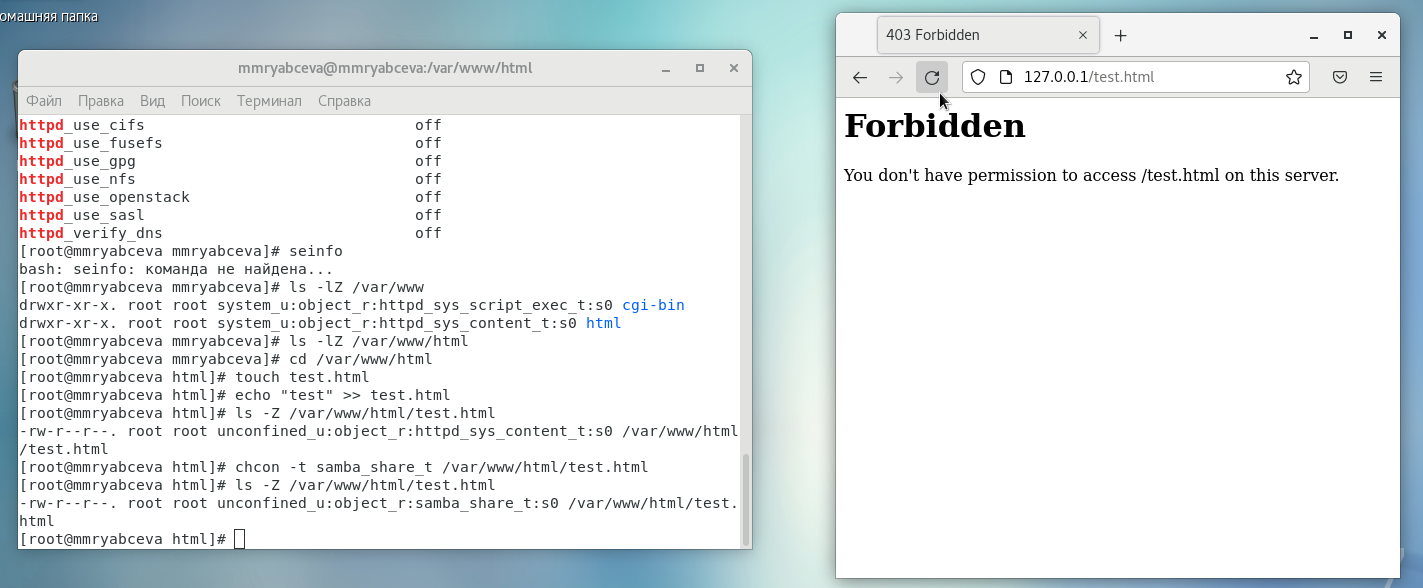 омашняя папка
mmryabceva@mmryabceva:/var/www/html
Файл Правка Вид Поиск Терминал Справка
httpd_use_cifs off
httpd_use_fusefs off
httpd_use_gpg off
httpd_use_nfs off
httpd_use_openstack off
httpd_use_sasl off
httpd_verify_dns off
[root@mmryabceva mmryabceva]# seinfo
bash: seinfo: команда не найдена...
[root@mmryabceva mmryabceva]# ls -lZ /var/www
drwxr-xr-x. root root system_u:object_r:httpd_sys_script_exec_t:s0 cgi-bin
drwxr-xr-x. root root system_u:object_r:httpd_sys_content_t:s0 html
[root@mmryabceva mmryabceva]# ls -lZ /var/www/html
[root@mmryabceva mmryabceva]# cd /var/www/html
[root@mmryabceva html]# touch test.html
[root@mmryabceva html]# echo "test" >> test.html
[root@mmryabceva html]# ls -Z /var/www/html/test.html
-rw-r--r--. root root unconfined_u:object_r:httpd_sys_content_t:s0 /var/www/html
/test.html
[root@mmryabceva html]# chcon -t samba_share_t /var/www/html/test.html
[root@mmryabceva html]# ls -Z /var/www/html/test.html
-rw-r--r--. root root unconfined_u:object_r:samba_share_t:s0 /var/www/html/test.
html
[root@mmryabceva html]#
403 Forbidden
127.0.0.1/test.html
Forbidden
You don't have permission to access /test.html on this server.